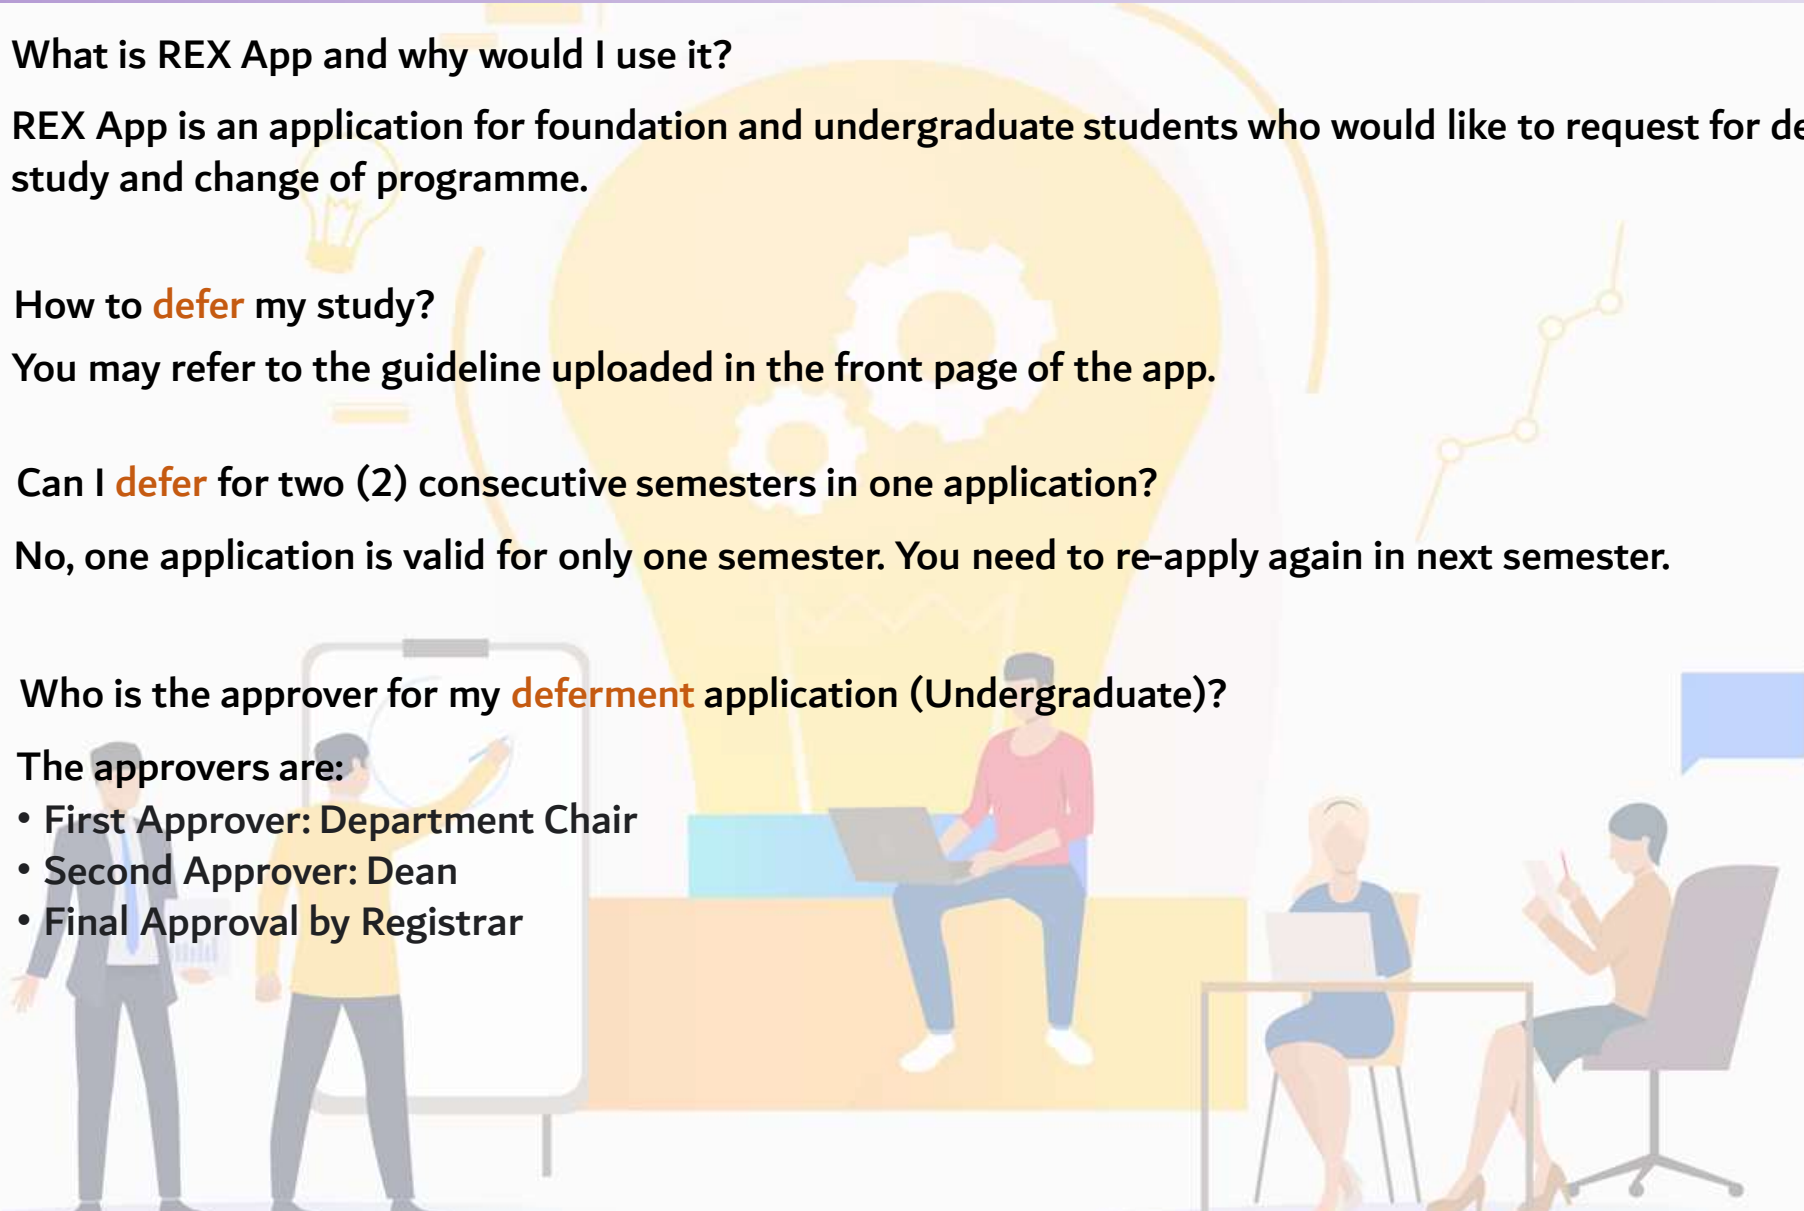 What is REX App and why would I use it?
REX App is an application for foundation and undergraduate students who would like to request for
study and change of programme.
How to defer my study?
You may refer to the guideline uploaded in the front page of the app.
Can I defer for two (2) consecutive semesters in one application?
No, one application is valid for only one semester. You need to re-apply again in next semester.
Who is the approver for my deferment application (Undergraduate)?
The approvers are:
• First Approver: Department Chair
• Second Approver: Dean
• Final Approval by Registrar